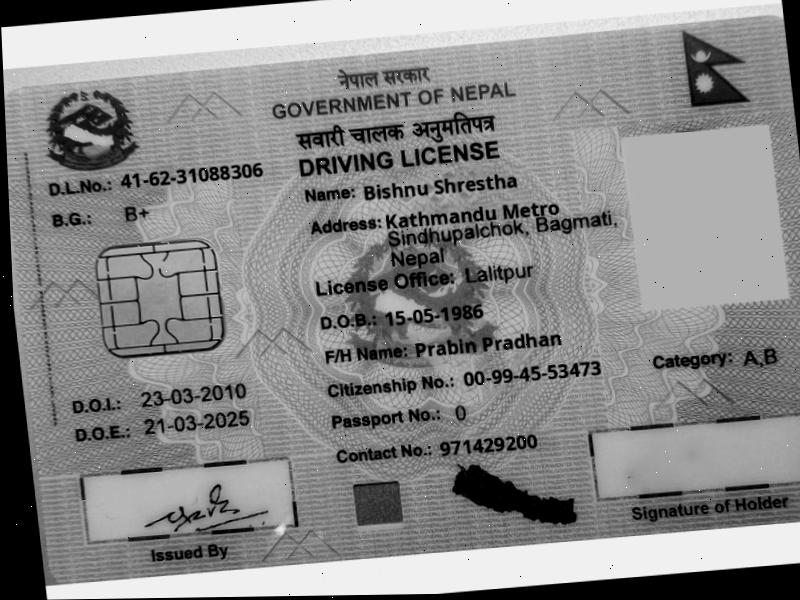 नेपाल सरकार
GOVERNMENT OF NEPAL
सवारी चालक अनुमतिपत्र
DRIVING LICENSE
D.L.No.: 41-62-31088306
B.G.: B+
Name: Bishnu Shrestha
Address: Kathmandu Metro
Sindhupalchok, Bagmati,
Nepal
License Office: Lalitpur
D.O.B.: 15-05-1986
F/H Name: Prabin Pradhan
Citizenship No.: 00-99-45-53473
Category: A,B
D.O.I.: 23-03-2010
Passport No.: 0
D.O.E.: 21-03-2025
Contact No.: 971429200
Issued By
Signature of Holder